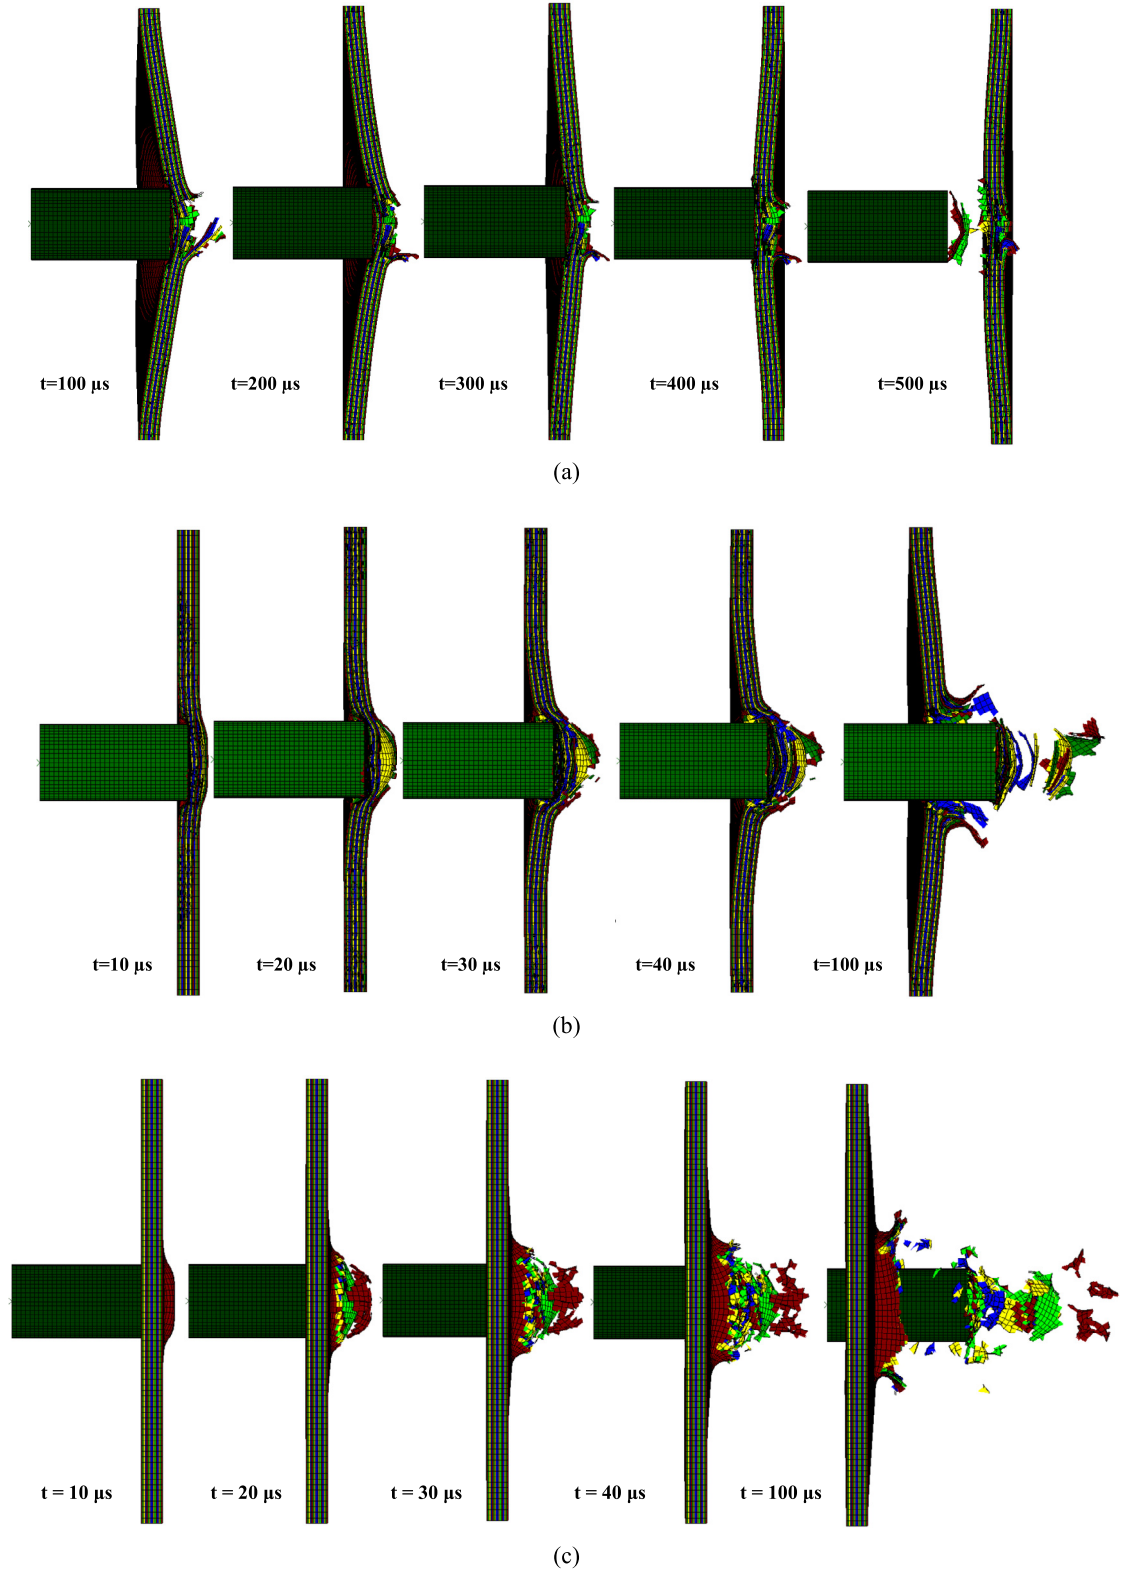 t=100 µs
t=200 µs
t=300 µs
t=400 µs
t=500 µs
(a)
t=10 µs
t=20 µs
t=30 µs
t=40 µs
t=100 µs
(b)
t = 10 µs
t = 20 µs
t = 30 µs
t = 40 µs
t = 100 µs
(c)